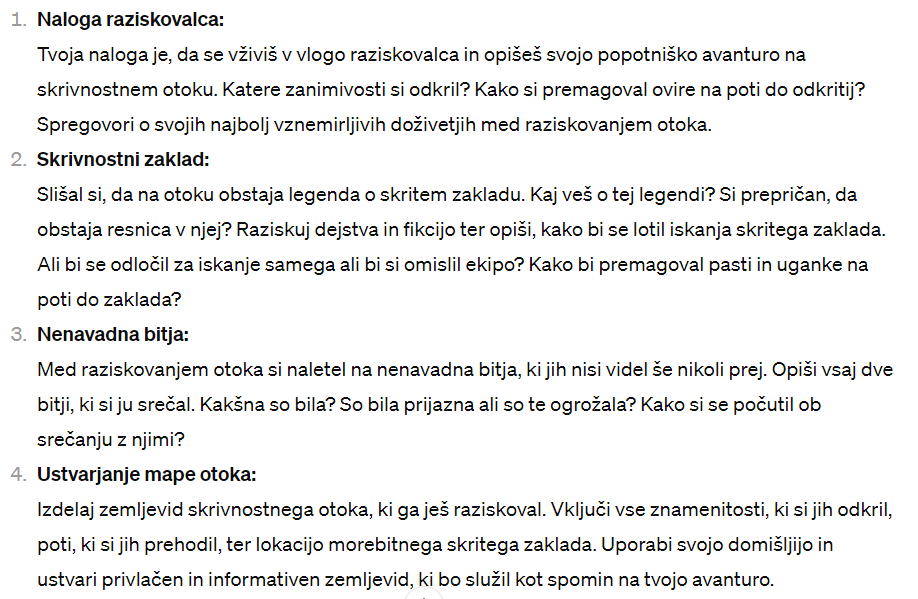 1. Naloga raziskovalca:
Tvoja naloga je, da se vživiš v vlogo raziskovalca in opišeš svojo popotniško avanturo na
skrivnostnem otoku. Katere zanimivosti si odkril? Kako si premagoval ovire na poti do odkritij?
Spregovori o svojih najbolj vznemirljivih doživetjih med raziskovanjem otoka.
2. Skrivnostni zaklad:
Slišal si, da na otoku obstaja legenda o skritem zakladu. Kaj veš o tej legendi? Si prepričan, da
obstaja resnica v njej? Raziskuj dejstva in fikcijo ter opiši, kako bi se lotil iskanja skritega zaklada.
Ali bi se odločil za iskanje samega ali bi si omislil ekipo? Kako bi premagoval pasti in uganke na
poti do zaklada?
3. Nenavadna bitja:
Med raziskovanjem otoka si naletel na nenavadna bitja, ki jih nisi videl še nikoli prej. Opiši vsaj dve
bitji, ki si ju srečal. Kakšna so bila? So bila prijazna ali so te ogrožala? Kako si se počutil ob
srečanju z njimi?
4. Ustvarjanje mape otoka:
Izdelaj zemljevid skrivnostnega otoka, ki ga ješ raziskoval. Vključi vse znamenitosti, ki si jih odkril,
poti, ki si jih prehodil, ter lokacijo morebitnega skritega zaklada. Uporabi svojo domišljijo in
ustvari privlačen in informativen zemljevid, ki bo služil kot spomin na tvojo avanturo.